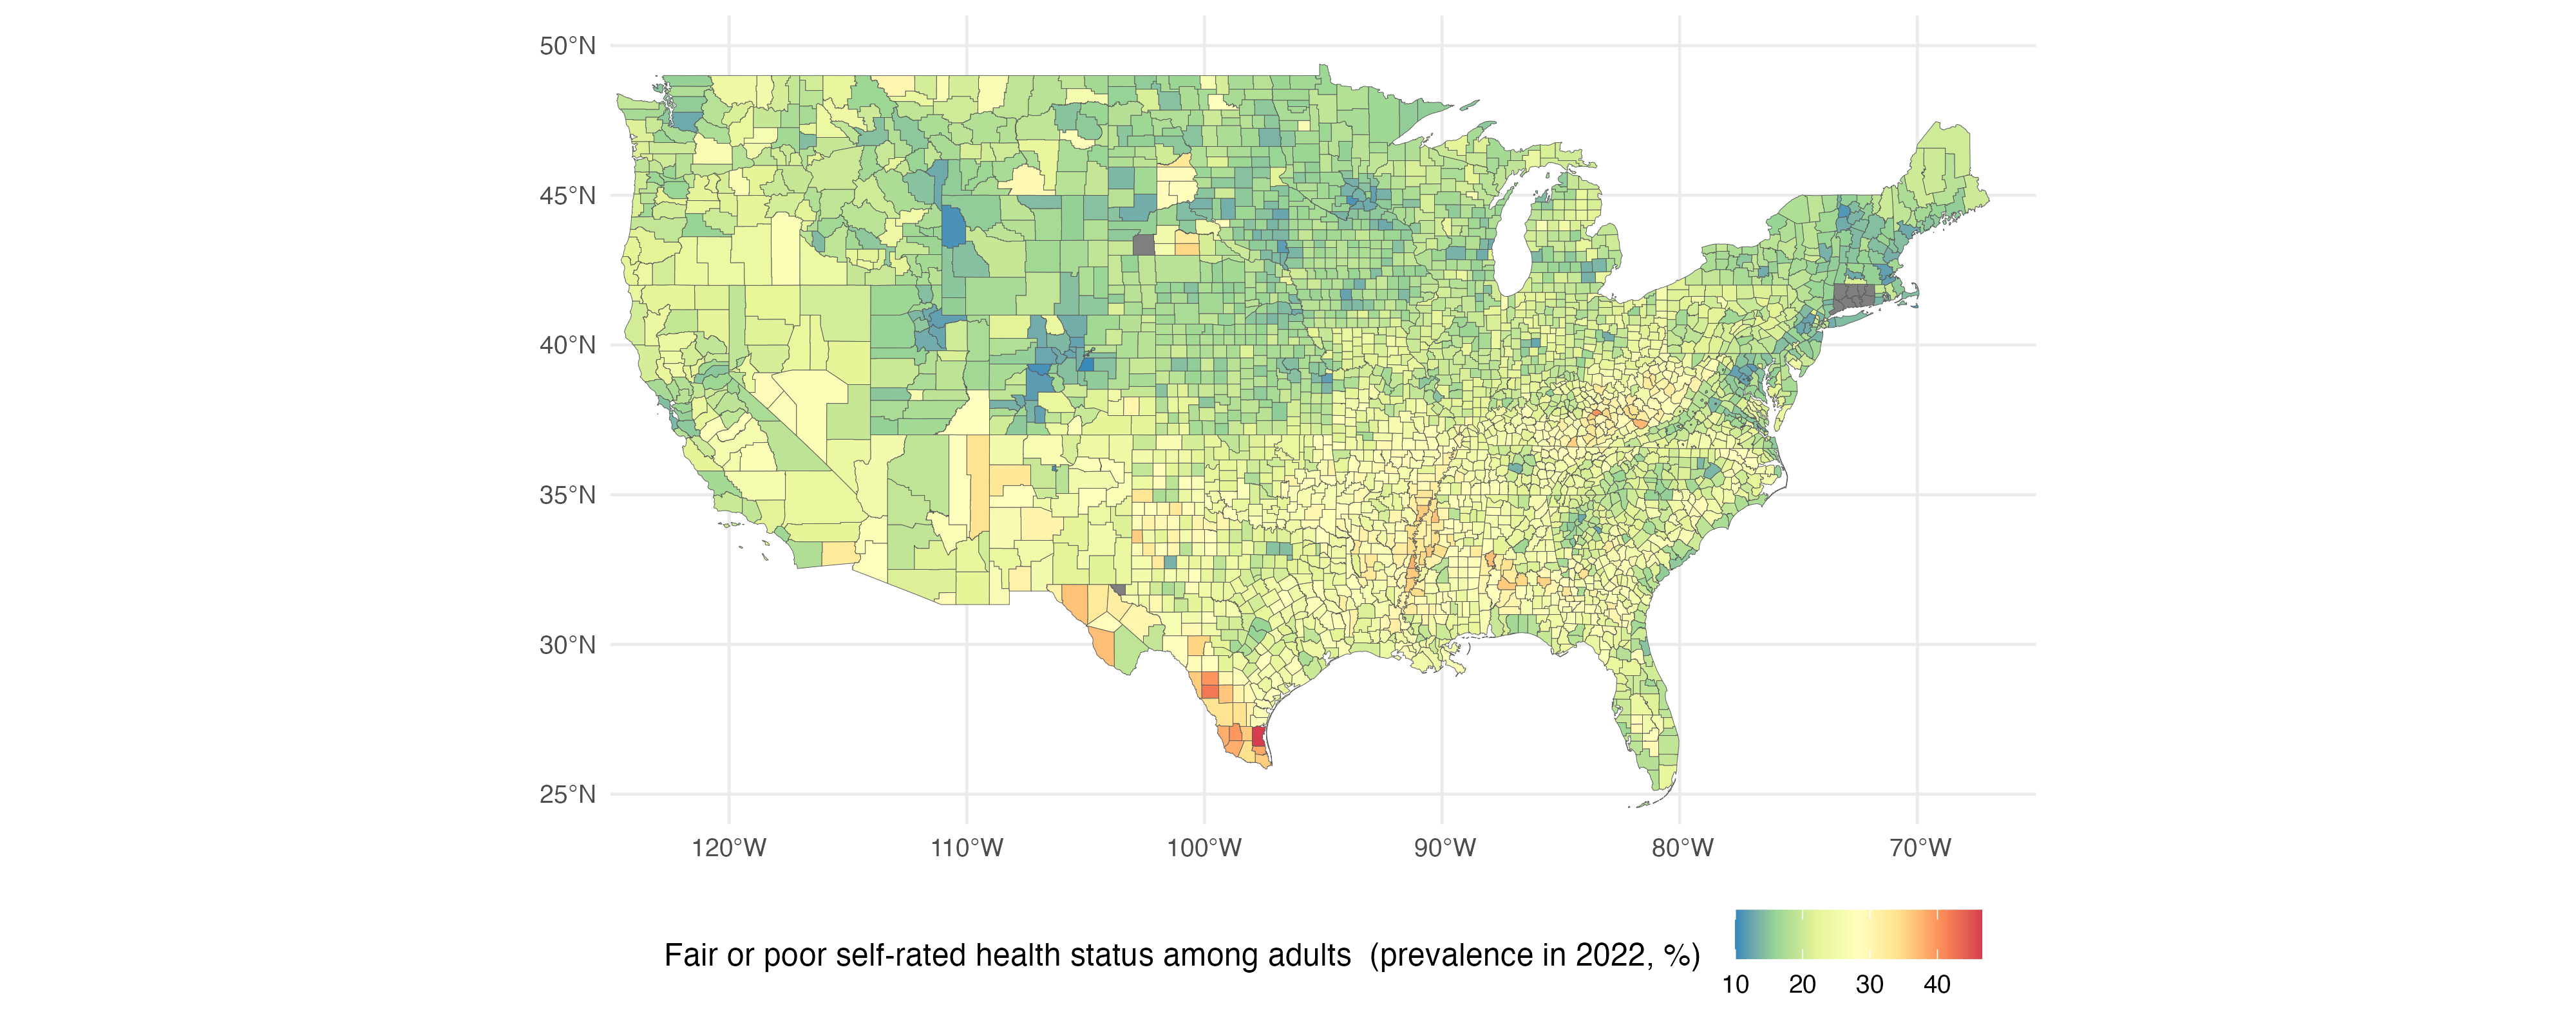 50°N
45°N
40°N
35°N
30°N
25°N
120°W 110°W 100°W 90°W 80°W 70°W
Fair or poor self-rated health status among adults (prevalence in 2022, %)
10 20 30 40